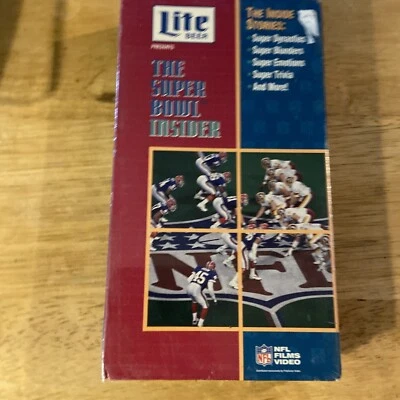 Lite
BEER
PRESENTS
THE
SUPER
BOWL
INSIDER
THE INSIDE
STORIES:
· Super Dynasties
· Super Blunders
· Super Emotions
· Super Trivia
· And More!
NFL
45
NFL
NFL
FILMS
VIDEO